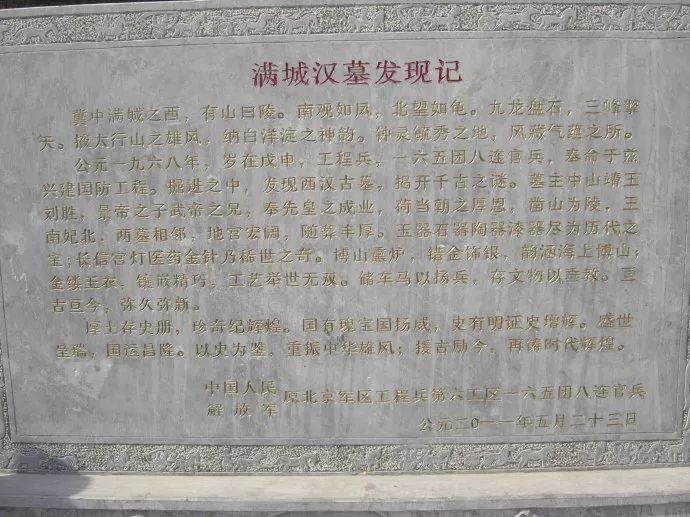 满城汉墓发现记
冀中满城之西，有山曰陵。南观如凤，北望如龟。九龙盘石，三峰擎
天。掖太行山之雄风，纳白洋淀之神韵。钟灵毓秀之地，风藏气蕴之所。
公元一九六八年，岁在戊申，工程兵，一六五团八连官兵，奉命于兹
兴建国防工程。掘进之中，发现西汉古墓，揭开千古之谜。墓主中山靖王
刘胜，景帝之子武帝之兄，奉先皇之成业，荷当朝之厚恩，凿山为陵，王
南妃北，两墓相邻，地宫宏阔，随葬丰厚。玉器石器陶器漆器尽为历代之
宝；长信宫灯医药金针乃稀世之奇。博山熏炉，错金饰银，韵涵海上博山；
金缕玉衣，镶嵌精巧，工艺举世无双。储车马以扬兵，存文物以垂教。亘
古亘今，弥久弥新。
厚土存史册，珍奇纪辉煌。国有瑰宝国扬威，史有明证史增辉。盛世
呈瑞，国运昌隆。以史为鉴，重振中华雄风；援古励今，再铸时代辉煌。
中国人民
解放军 原北京军区工程兵第六工区一六五团八连官兵
公元二0一一年五月二十三日